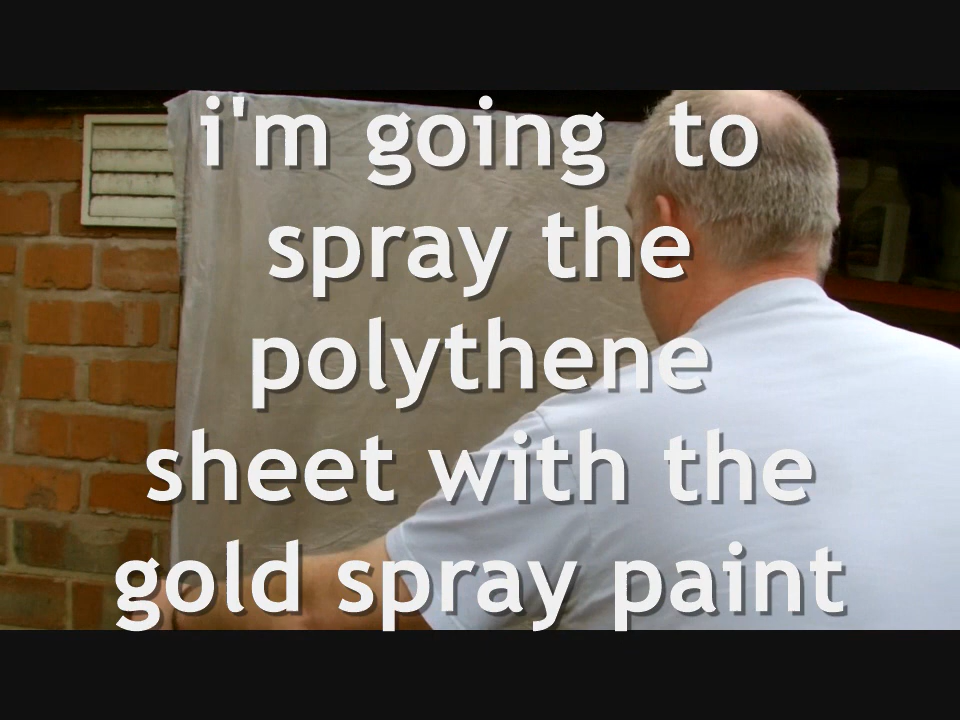 i'm going  to
spray the
polythene
sheet with the
gold spray paint